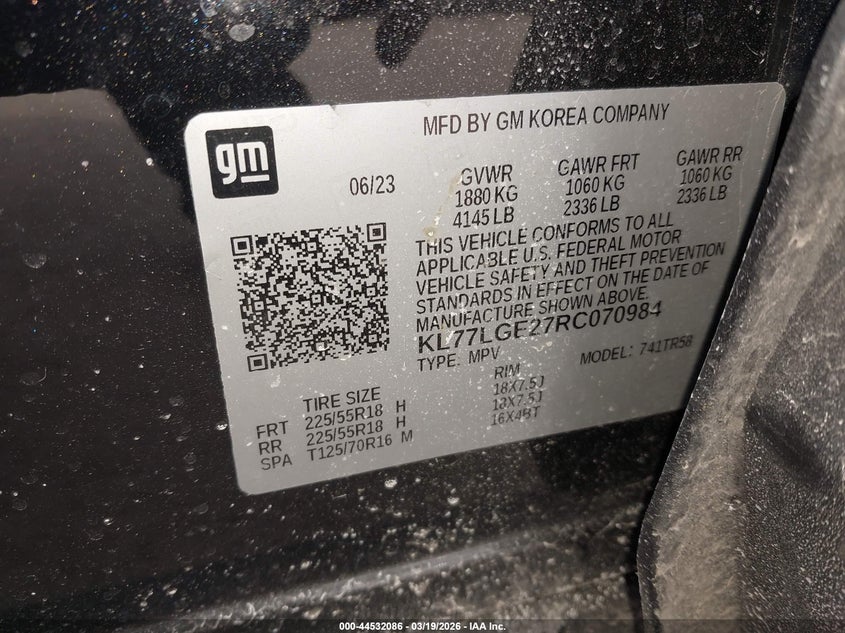 MFD BY GM KOREA COMPANY
gm
06/23
GVWR GAWR FRT GAWR RR
1880 KG 1060 KG 1060 KG
4145 LB 2336 LB 2336 LB
THIS VEHICLE CONFORMS TO ALL
APPLICABLE U.S. FEDERAL MOTOR
VEHICLE SAFETY AND THEFT PREVENTION
STANDARDS IN EFFECT ON THE DATE OF
MANUFACTURE SHOWN ABOVE.
KL77LGE27RC070984
TYPE: MPV MODEL: 741TR58
TIRE SIZE RIM
FRT 225/55R18 H 18X7.5J
RR 225/55R18 H 18X7.5J
SPA T125/70R16 M 16X4BT
000-44532086 - 03/19/2026 - IAA Inc.